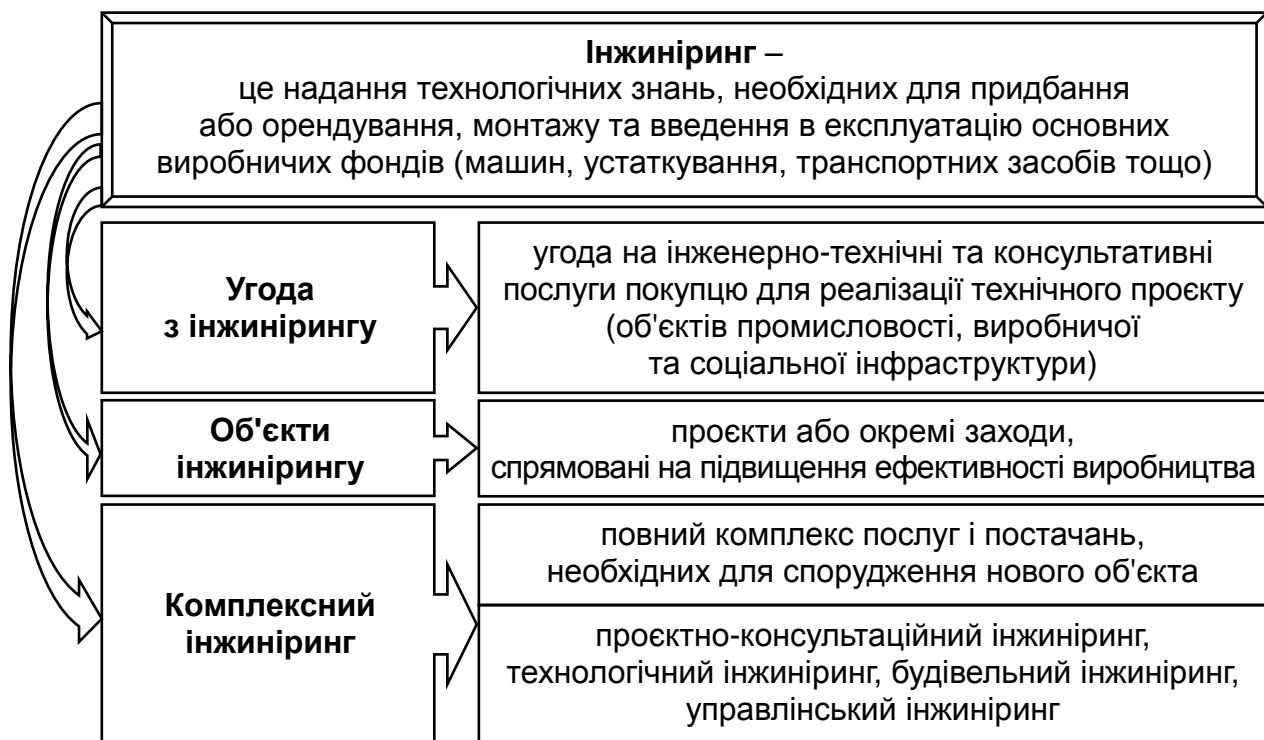 Інжиніринг –
це надання технологічних знань, необхідних для придбання
або орендування, монтажу та введення в експлуатацію основних
виробничих фондів (машин, устаткування, транспортних засобів тощо)
Угода
з інжинірингу
угода на інженерно-технічні та консультативні
послуги покупцю для реалізації технічного проєкту
(об'єктів промисловості, виробничої
та соціальної інфраструктури)
Об'єкти
інжинірингу
проєкти або окремі заходи,
спрямовані на підвищення ефективності виробництва
Комплексний
інжиніринг
повний комплекс послуг і постачань,
необхідних для спорудження нового об'єкта
проєктно-консультаційний інжиніринг,
технологічний інжиніринг, будівельний інжиніринг,
управлінський інжиніринг